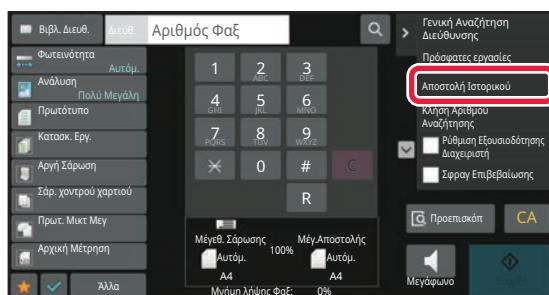 Βιβλ. Διευθ.
Διευθ.
Αριθμός Φαξ
Φωτεινότητα
Αυτόμ.
Ανάλυση
Πολύ Μεγάλη
Πρωτότυπο
Κατασκ. Εργ.
Αργή Σάρωση
Σάρ. χοντρού χαρτιού
Πρωτ. Μικτ Μεγ
Αρχική Μέτρηση
Άλλα
1 2 3
ABC DEF
4 5 6
GHI JKL MNO
7 8 9
PQRS TUV WXYZ
0 # C
R
Μέγεθ. Σάρωσης 100% Μέγ.Αποστολής
Αυτόμ. Αυτόμ.
A4 A4
Μνήμη λήψης Φαξ: 0%
Γενική Αναζήτηση
Διεύθυνσης
Πρόσφατες εργασίες
Αποστολή Ιστορικού
Κλήση Αριθμού
Αναζήτησης
Ρύθμιση Εξουσιοδότησης
Διαχειριστή
Σφραγ Επιβεβαίωσης
Προεπισκόπ
CA
Μεγάφωνο
Έναρξη